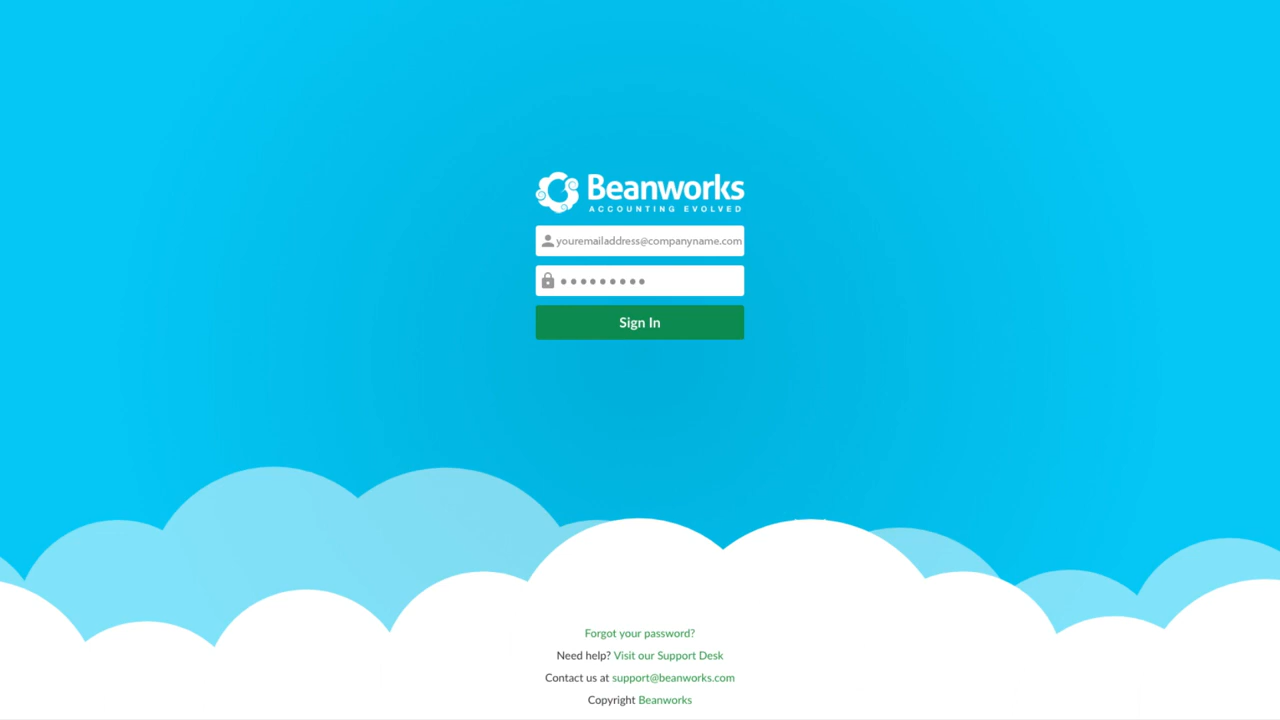 Beanworks
ACCOUNTING EVOLVED
youremailaddress@companyname.com
Sign In
Forgot your password?
Need help? Visit our Support Desk
Contact us at support@beanworks.com
Copyright Beanworks